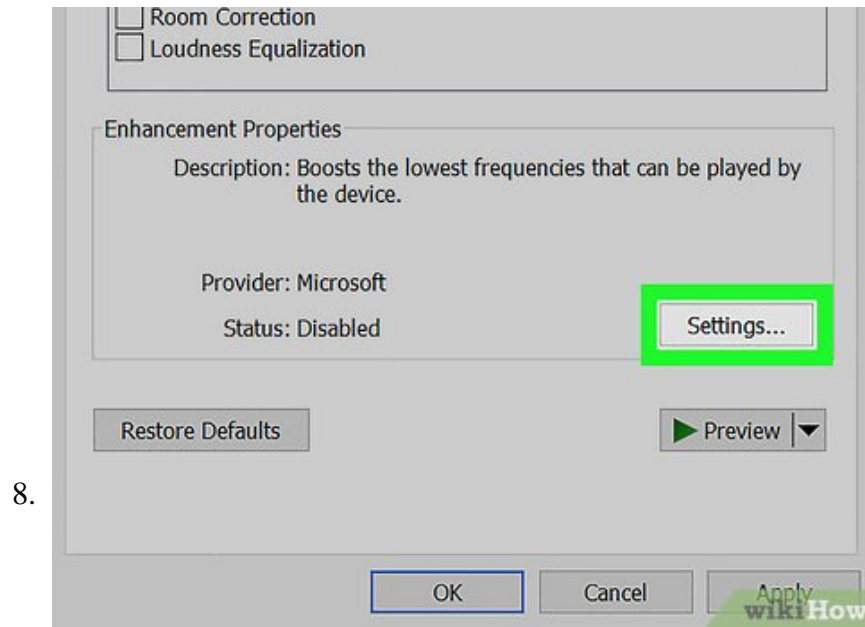 Room Correction
Loudness Equalization
Enhancement Properties
Description: Boosts the lowest frequencies that can be played by
the device.
Provider: Microsoft
Status: Disabled
Settings...
Restore Defaults
Preview
8.
OK Cancel Apply
wikiHow